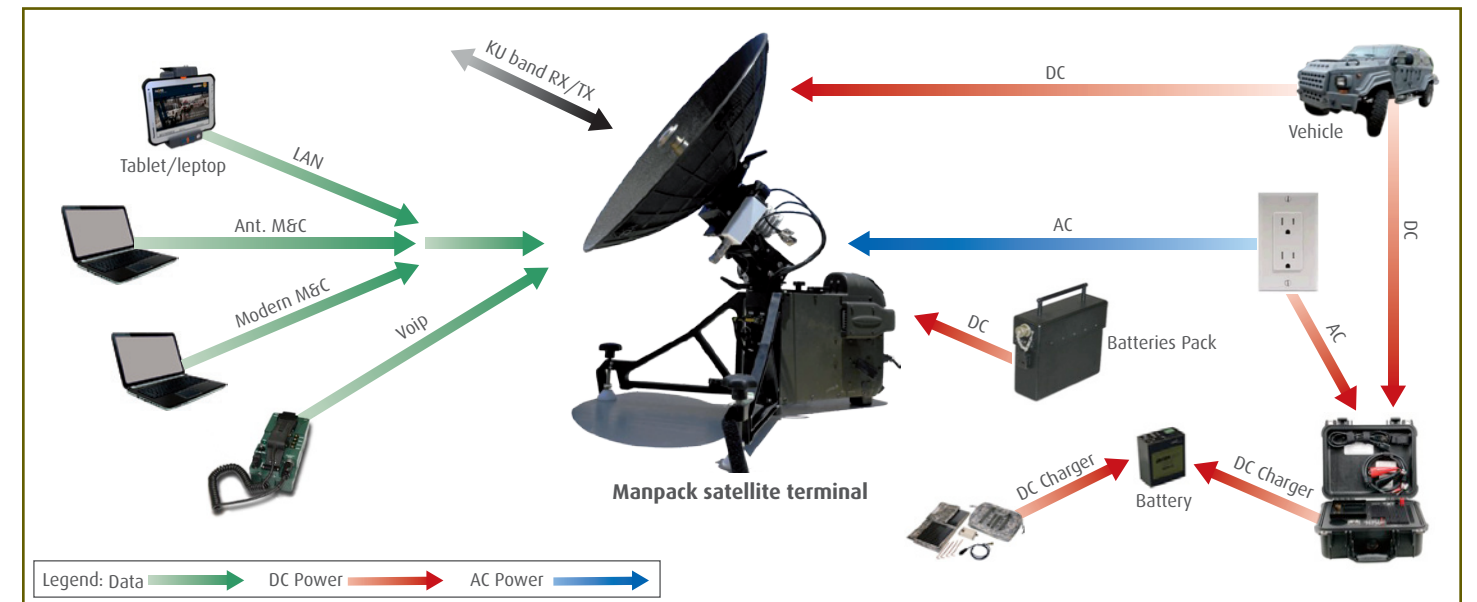 KU band RX/TX
DC
Vehicle
Tablet/leptop
LAN
Ant. M&C
AC
DC
Modern M&C
Voip
DC
Batteries Pack
AC
DC Charger
Battery
DC Charger
Manpack satellite terminal
Legend: Data
DC Power
AC Power